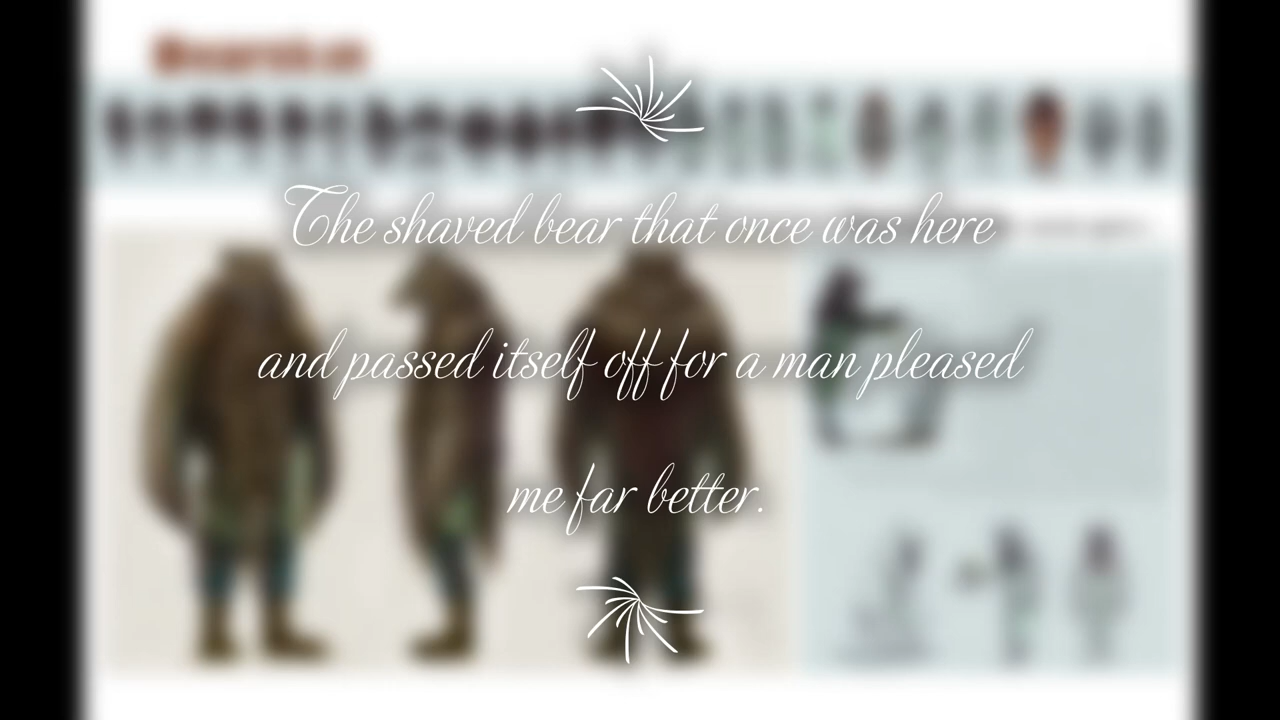 The shaved bear that once was here
and passed itself off for a man pleased
me far better.